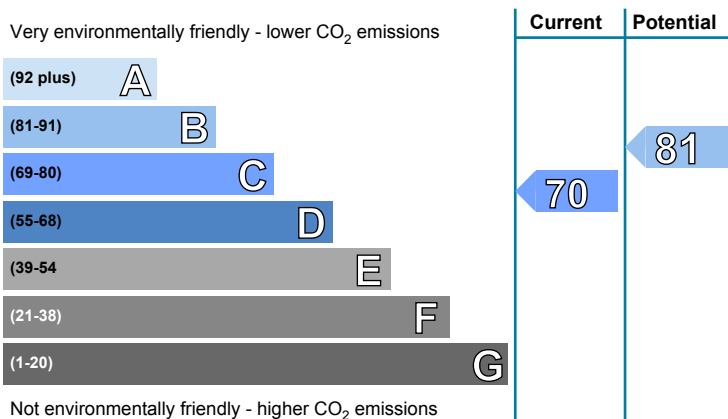 Current Potential
Very environmentally friendly - lower CO2 emissions
(92 plus) A
(81-91) B
81
(69-80) C
70
(55-68) D
(39-54 E
(21-38) F
(1-20) G
Not environmentally friendly - higher CO2 emissions